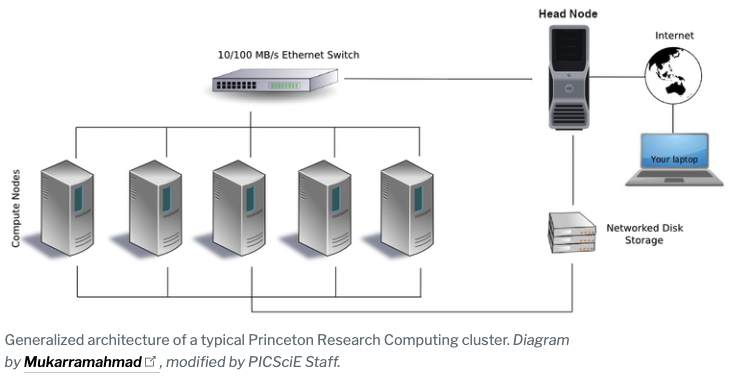 Head Node
Internet
10/100 MB/s Ethernet Switch
Your laptop
Compute Nodes
Networked Disk
Storage
Generalized architecture of a typical Princeton Research Computing cluster. Diagram
by Mukarramahmad , modified by PICSciE Staff.